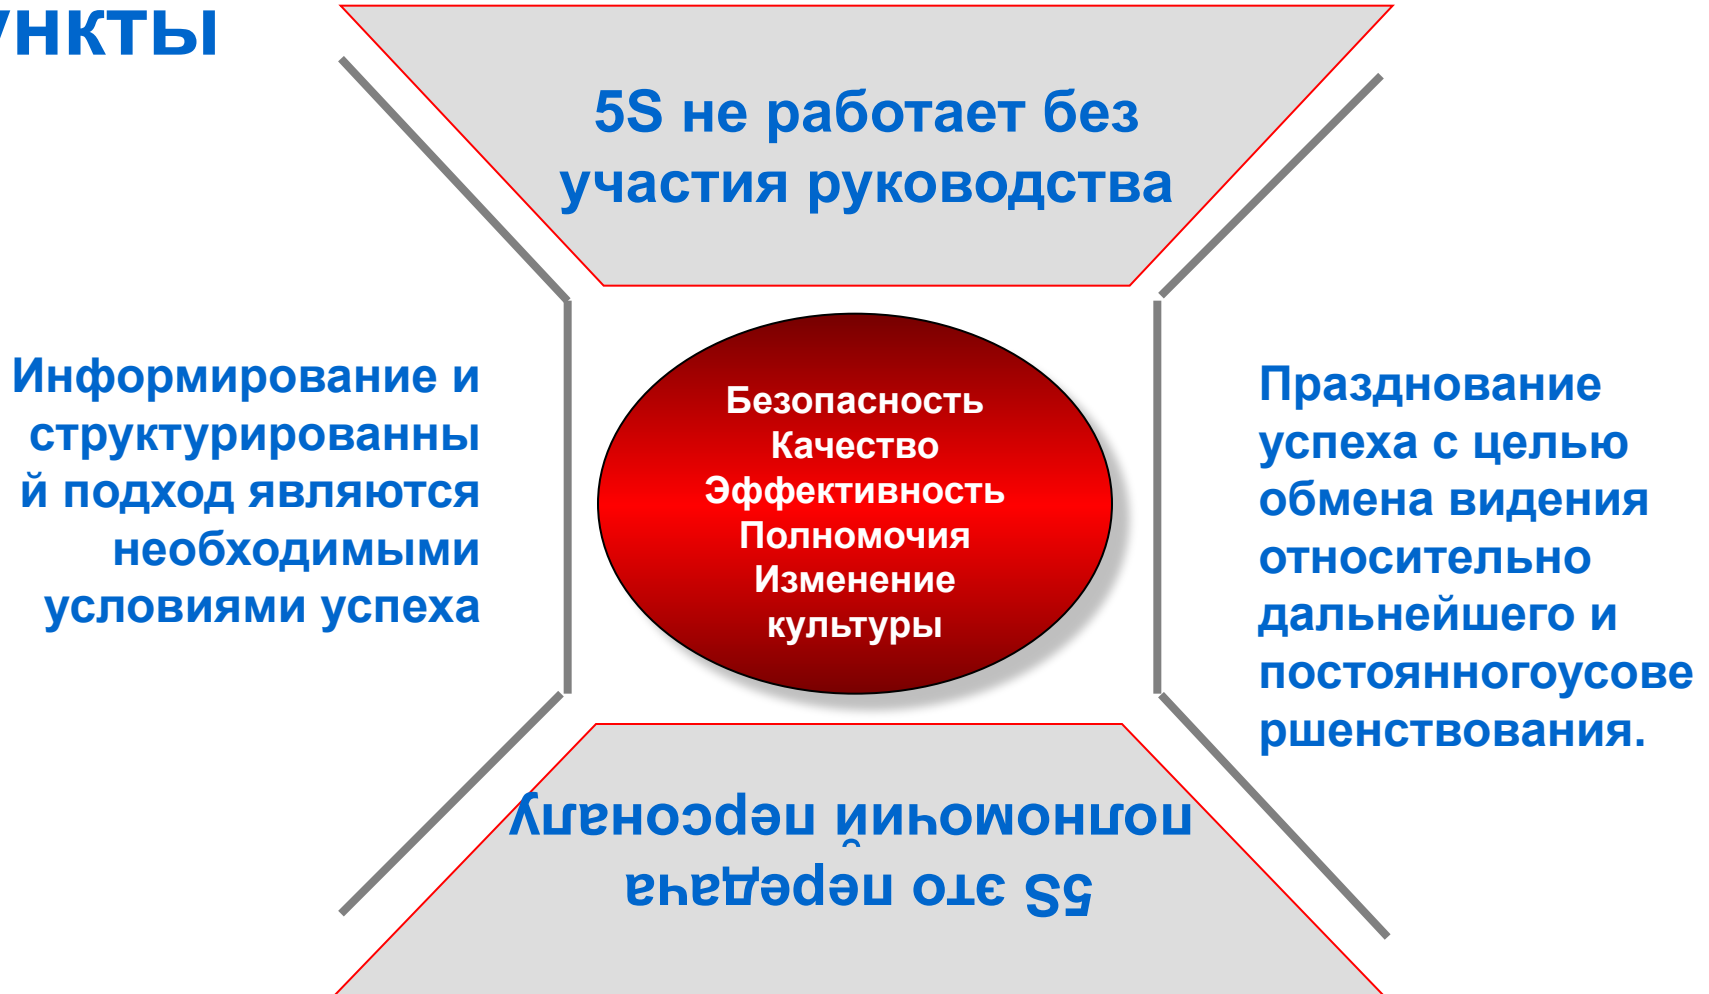 ункты
5S не работает без
участия руководства
Информирование и
структурированны
й подход являются
необходимыми
условиями успеха
Безопасность
Качество
Эффективность
Полномочия
Изменение
культуры
Празднование
успеха с целью
обмена видения
относительно
дальнейшего и
постоянногоусове
ршенствования.
5S это передача
полномочий персоналу